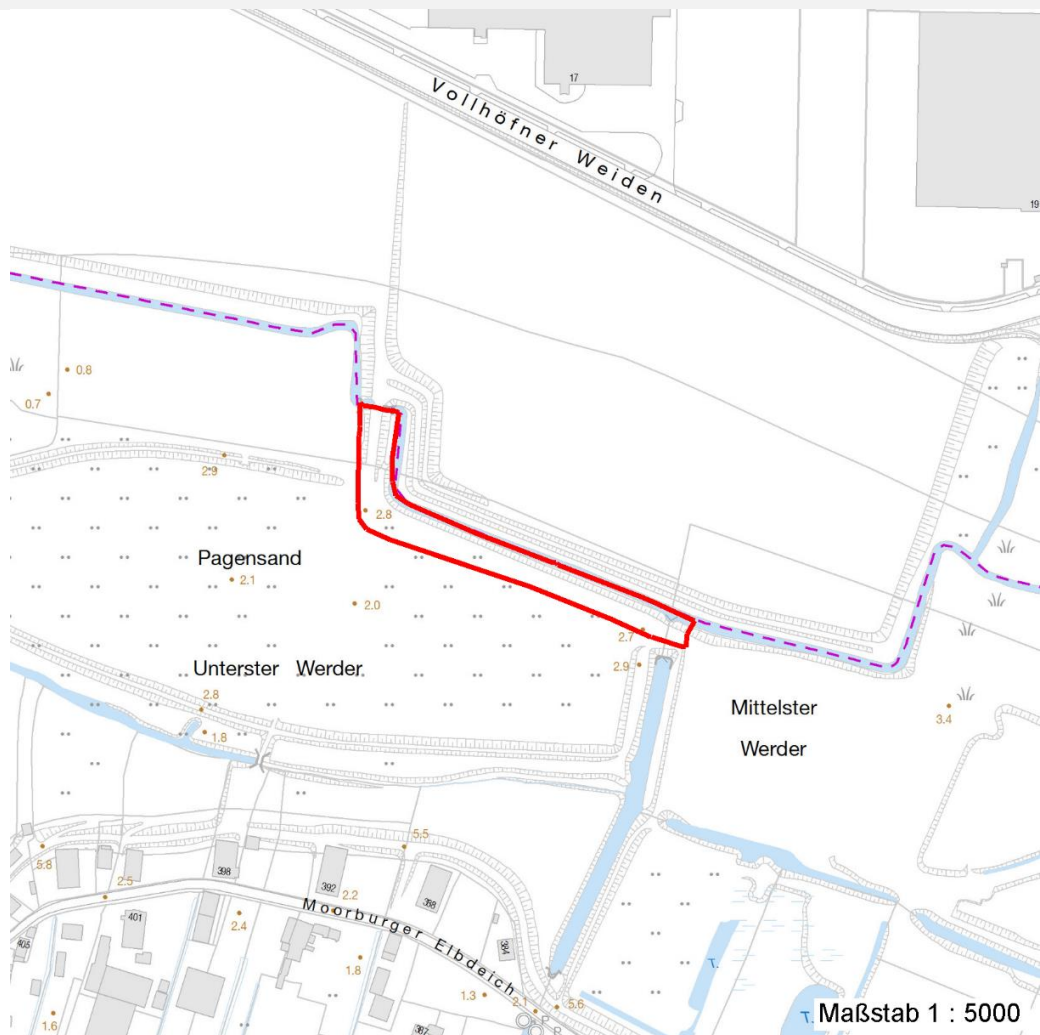 17
Vollhöfner Weiden
19
0.8
0.7
2.9
2.8
Pagensand
2.1
2.0
2.7
2.9
Unterster Werder
2.8
1.8
Mittelster
Werder
3.4
5.5
5.8
398
392
368
2.5
2.2
401
2.4
Moorburger Elbdeich
405
384
1.8
1.3
2.1
5.6
T.
T.
1.6
387
P
P
Maßstab 1 : 5000